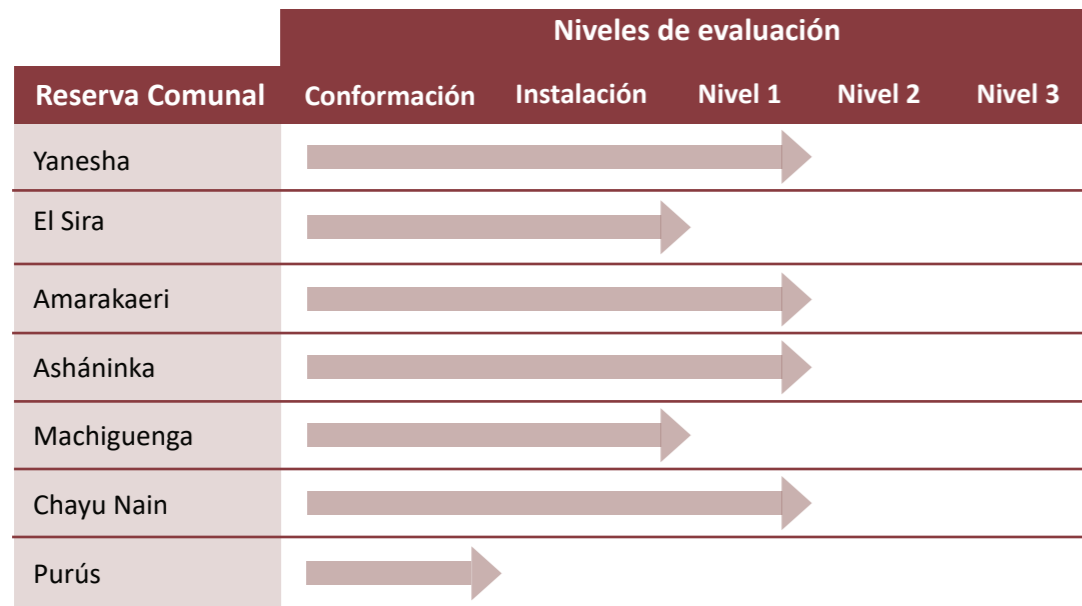 Niveles de evaluación
Reserva Comunal Conformación Instalación Nivel 1 Nivel 2 Nivel 3
Yanesha
El Sira
Amarakaeri
Asháninka
Machiguenga
Chayu Nain
Purús